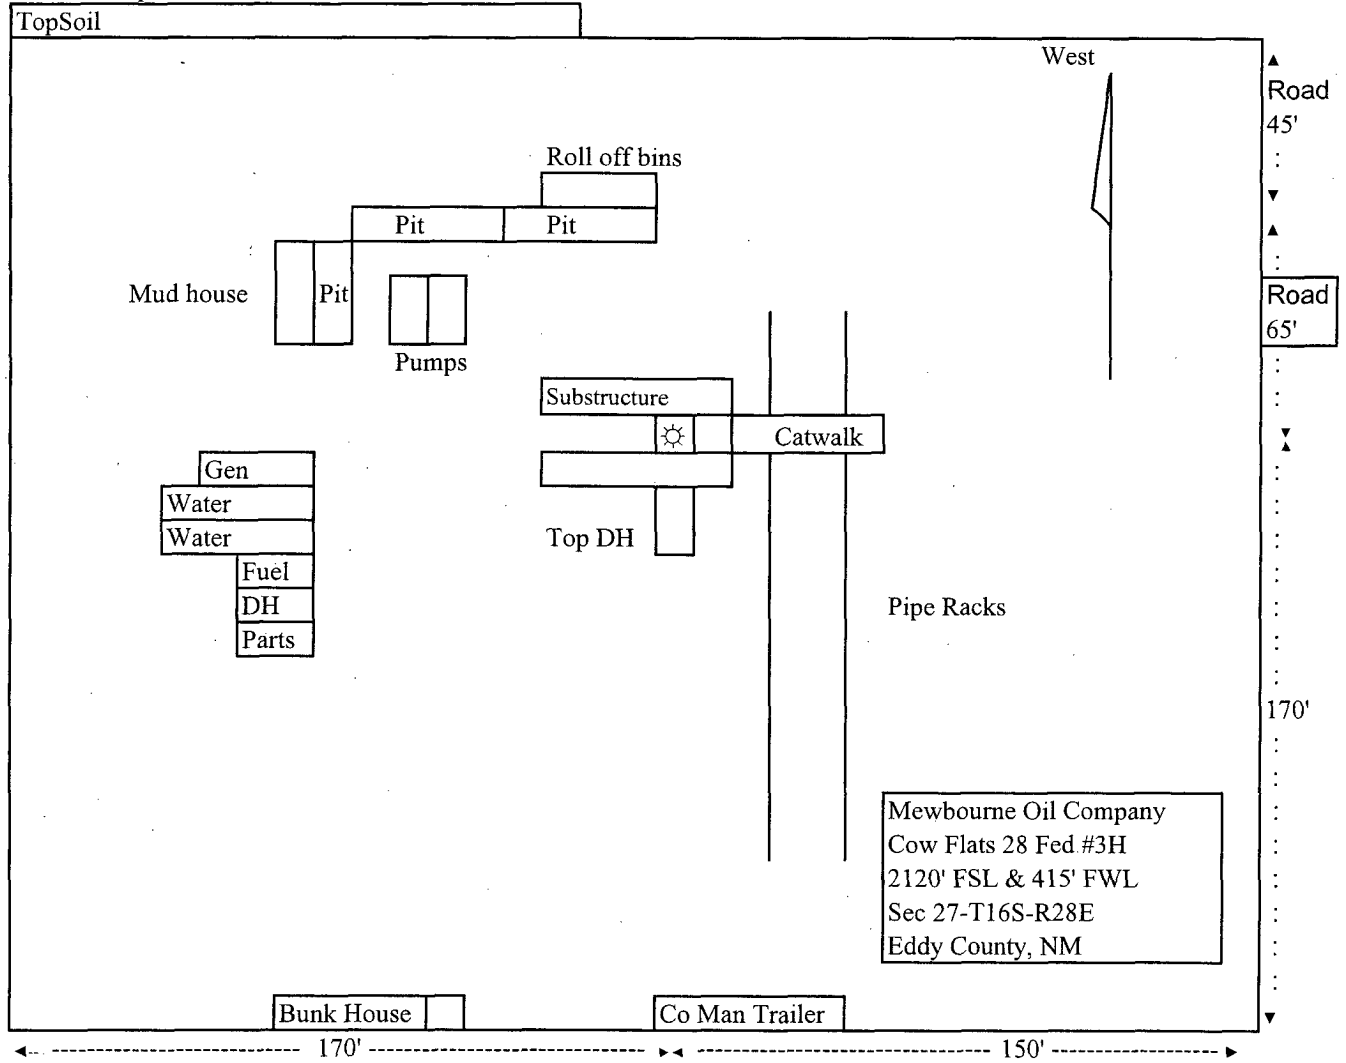 TopSoil
West
Road
45'
Roll off bins
Pit
Pit
Mud house
Pit
Road
65'
Pumps
Substructure
Catwalk
Gen
Water
Water
Top DH
Fuel
DH
Parts
Pipe Racks
170'
Mewbourne Oil Company
Cow Flats 28 Fed #3H
2120' FSL & 415' FWL
Sec 27-T16S-R28E
Eddy County, NM
Bunk House
Co Man Trailer
170'
150'